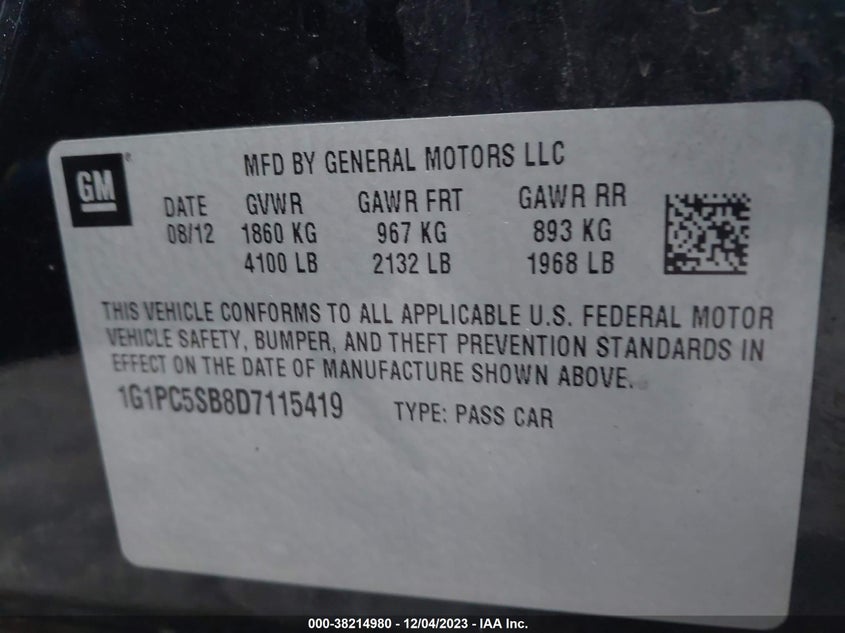 GM®
MFD BY GENERAL MOTORS LLC
DATE GVWR GAWR FRT GAWR RR
08/12 1860 KG 967 KG 893 KG
4100 LB 2132 LB 1968 LB
THIS VEHICLE CONFORMS TO ALL APPLICABLE U.S. FEDERAL MOTOR
VEHICLE SAFETY, BUMPER, AND THEFT PREVENTION STANDARDS IN
EFFECT ON THE DATE OF MANUFACTURE SHOWN ABOVE.
1G1PC5SB8D7115419 TYPE: PASS CAR
000-38214980 - 12/04/2023 - IAA Inc.